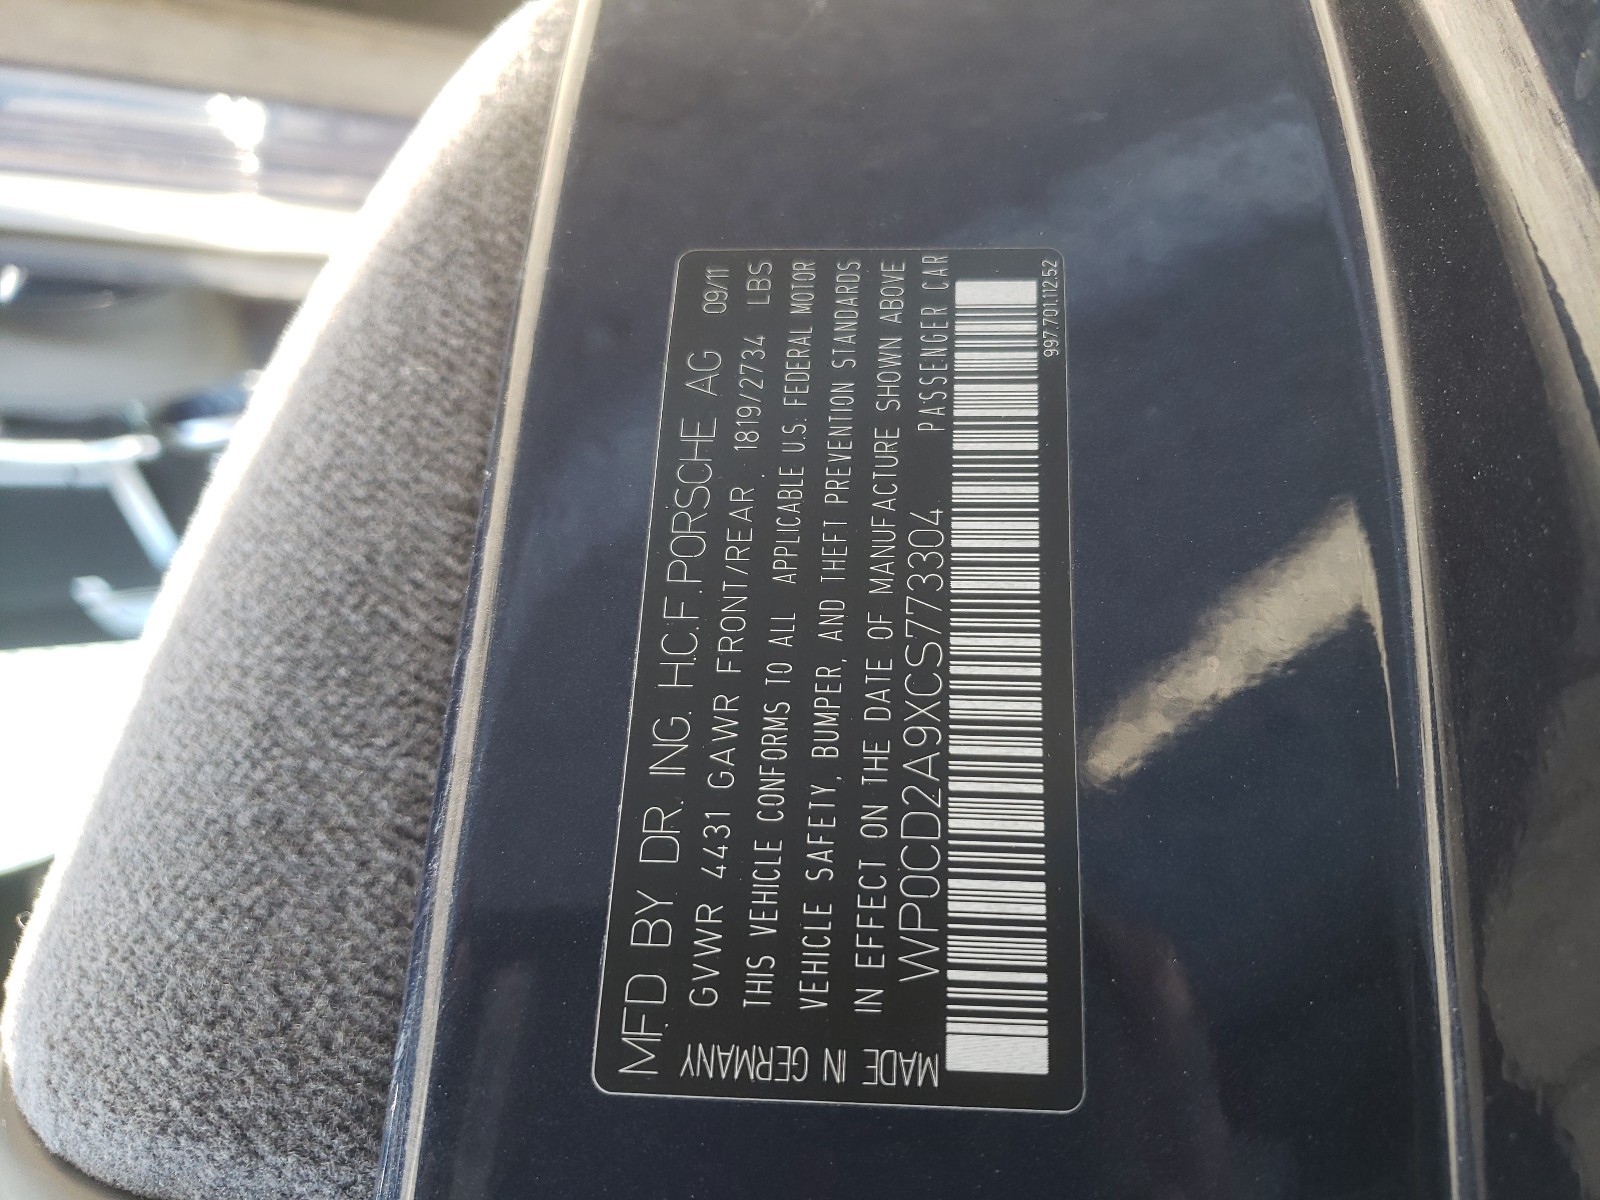 MFD BY DR. ING. H.C.F. PORSCHE AG 09/11
GVWR 4431 GAWR FRONT/REAR 1819/2734 LBS
THIS VEHICLE CONFORMS TO ALL APPLICABLE U.S. FEDERAL MOTOR
VEHICLE SAFETY, BUMPER, AND THEFT PREVENTION STANDARDS
IN EFFECT ON THE DATE OF MANUFACTURE SHOWN ABOVE
WP0CD2A9XCS773304 PASSENGER CAR
MADE IN GERMANY
997.701.112.52